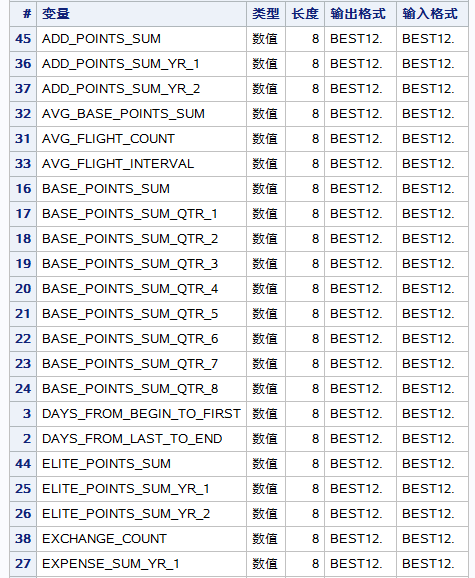 # 变量 类型 长度 输出格式 输入格式
45 ADD_POINTS_SUM 数值 8 BEST12. BEST12.
36 ADD_POINTS_SUM_YR_1 数值 8 BEST12. BEST12.
37 ADD_POINTS_SUM_YR_2 数值 8 BEST12. BEST12.
32 AVG_BASE_POINTS_SUM 数值 8 BEST12. BEST12.
31 AVG_FLIGHT_COUNT 数值 8 BEST12. BEST12.
33 AVG_FLIGHT_INTERVAL 数值 8 BEST12. BEST12.
16 BASE_POINTS_SUM 数值 8 BEST12. BEST12.
17 BASE_POINTS_SUM_QTR_1 数值 8 BEST12. BEST12.
18 BASE_POINTS_SUM_QTR_2 数值 8 BEST12. BEST12.
19 BASE_POINTS_SUM_QTR_3 数值 8 BEST12. BEST12.
20 BASE_POINTS_SUM_QTR_4 数值 8 BEST12. BEST12.
21 BASE_POINTS_SUM_QTR_5 数值 8 BEST12. BEST12.
22 BASE_POINTS_SUM_QTR_6 数值 8 BEST12. BEST12.
23 BASE_POINTS_SUM_QTR_7 数值 8 BEST12. BEST12.
24 BASE_POINTS_SUM_QTR_8 数值 8 BEST12. BEST12.
3 DAYS_FROM_BEGIN_TO_FIRST 数值 8 BEST12. BEST12.
2 DAYS_FROM_LAST_TO_END 数值 8 BEST12. BEST12.
44 ELITE_POINTS_SUM 数值 8 BEST12. BEST12.
25 ELITE_POINTS_SUM_YR_1 数值 8 BEST12. BEST12.
26 ELITE_POINTS_SUM_YR_2 数值 8 BEST12. BEST12.
38 EXCHANGE_COUNT 数值 8 BEST12. BEST12.
27 EXPENSE_SUM_YR_1 数值 8 BEST12. BEST12.